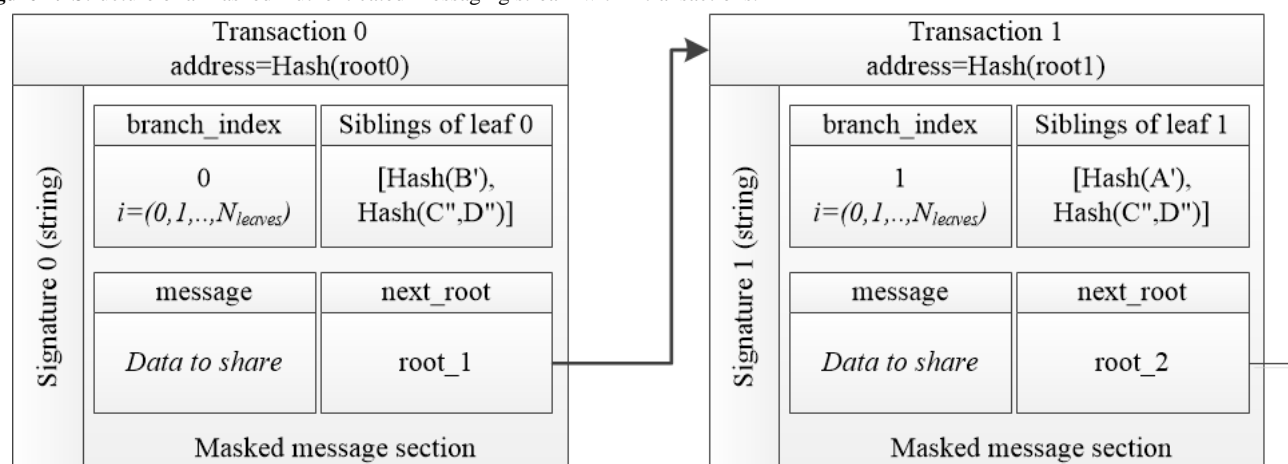 Transaction 0
address=Hash(root0)
Signature 0 (string)
branch_index
Siblings of leaf 0
0
i=(0,1,..,Nleaves)
[Hash(B'),
Hash(C",D")]
message
next_root
Data to share
root_1
Masked message section
Transaction 1
address=Hash(root1)
Signature 1 (string)
branch_index
Siblings of leaf 1
1
i=(0,1,..,Nleaves)
[Hash(A'),
Hash(C",D")]
message
next_root
Data to share
root_2
Masked message section